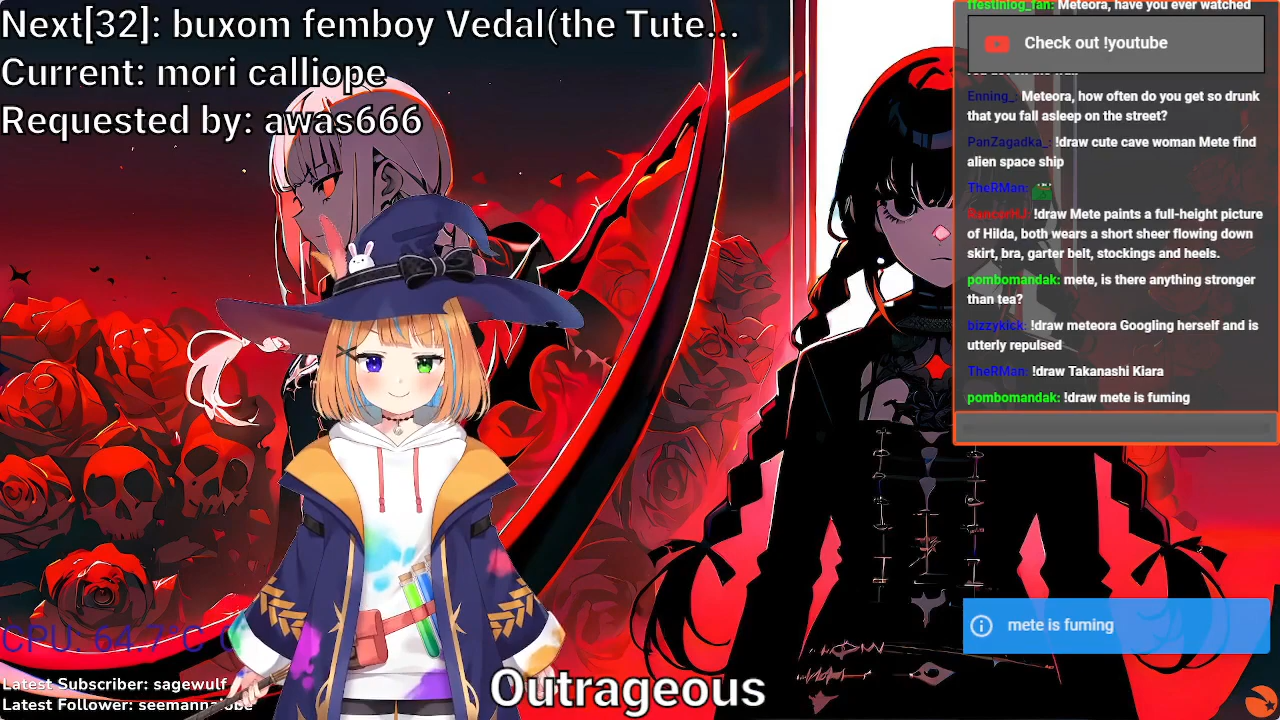 Next[32]: buxom femboy Vedal(the Tute...
Current: mori calliope
Requested by: awas666
ffestiniog_fan: Meteora, have you ever watched
Check out !youtube
Enning_: Meteora, how often do you get so drunk
that you fall asleep on the street?
PanZagadka_: !draw cute cave woman Mete find
alien space ship
TheRMan:
!draw Mete paints a full-height picture
of Hilda, both wears a short sheer flowing down
skirt, bra, garter belt, stockings and heels.
pombomandak: mete, is there anything stronger
than tea?
bizzykick: !draw meteora Googling herself and is
utterly repulsed
TheRMan: !draw Takanashi Kiara
pombomandak: !draw mete is fuming
mete is fuming
CPU: 64.7°C
Latest Subscriber: sagewulf
Latest Follower:
Outrageous